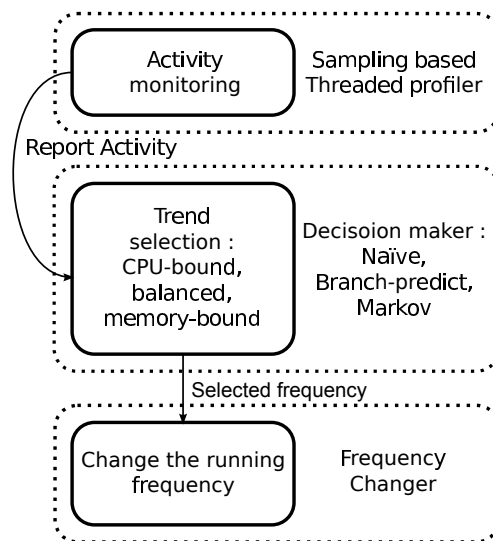 Activity
monitoring
Sampling based
Threaded profiler
Report Activity
Trend
selection :
CPU-bound,
balanced,
memory-bound
Decisoion maker :
Naïve,
Branch-predict,
Markov
Selected frequency
Change the running
frequency
Frequency
Changer